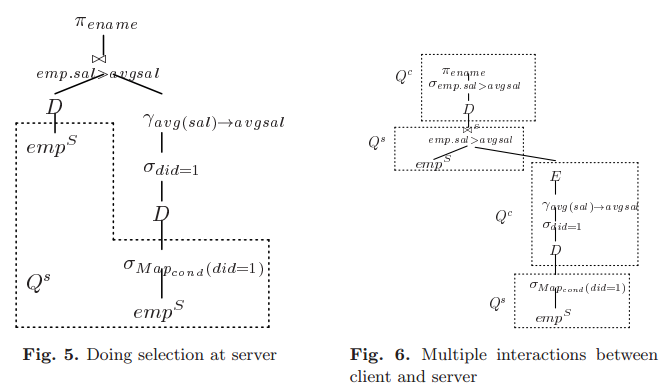 π_ename
⋈
emp.sal>avgsal
D
emp^S
γ_avg(sal)→avgsal
σ_did=1
D
σ_Map_cond(did=1)
emp^S
Q^s
Fig. 5. Doing selection at server
Q^c
π_ename
σ_emp.sal>avgsal
D
Q^s
⋈^s
emp.sal>avgsal
emp^S
E
Q^c
γ_avg(sal)→avgsal
σ_did=1
D
Q^s
σ_Map_cond(did=1)
emp^S
Fig. 6. Multiple interactions between
client and server